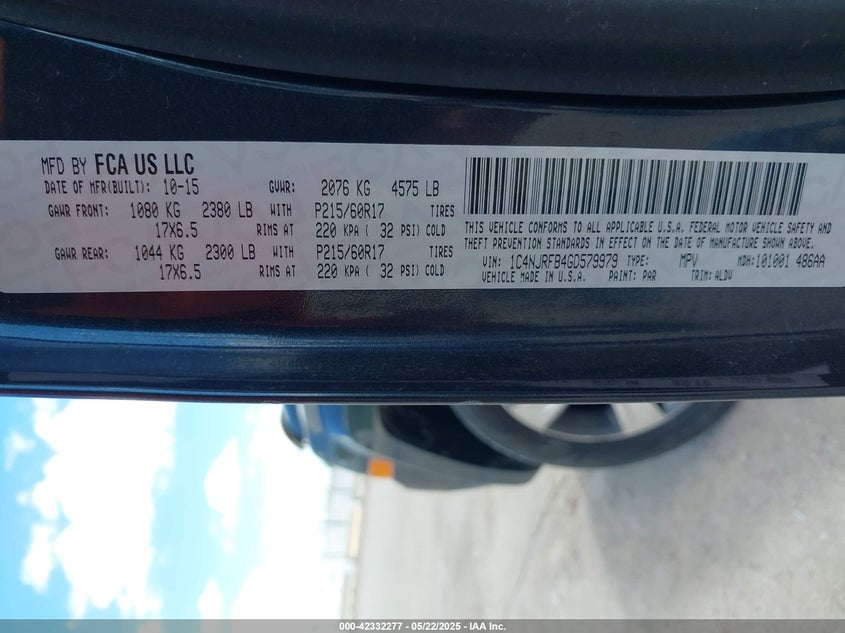 MFD BY FCA US LLC
DATE OF MFR(BUILT): 10-15 GVWR: 2076 KG 4575 LB
GAWR FRONT: 1080 KG 2380 LB WITH P215/60R17 TIRES
17X6.5 RIMS AT 220 KPA ( 32 PSI) COLD
GAWR REAR: 1044 KG 2300 LB WITH P215/60R17 TIRES
17X6.5 RIMS AT 220 KPA ( 32 PSI) COLD
THIS VEHICLE CONFORMS TO ALL APPLICABLE U.S.A. FEDERAL MOTOR VEHICLE SAFETY AND
THEFT PREVENTION STANDARDS IN EFFECT ON THE DATE OF MANUFACTURE SHOWN ABOVE.
VIN: 1C4NJRFB4GD579979 TYPE: MPV MDH: 101001 486AA
VEHICLE MADE IN U.S.A. PAINT: PAR TRIM: ALDV
000-42332277 - 05/22/2025 - IAA Inc.